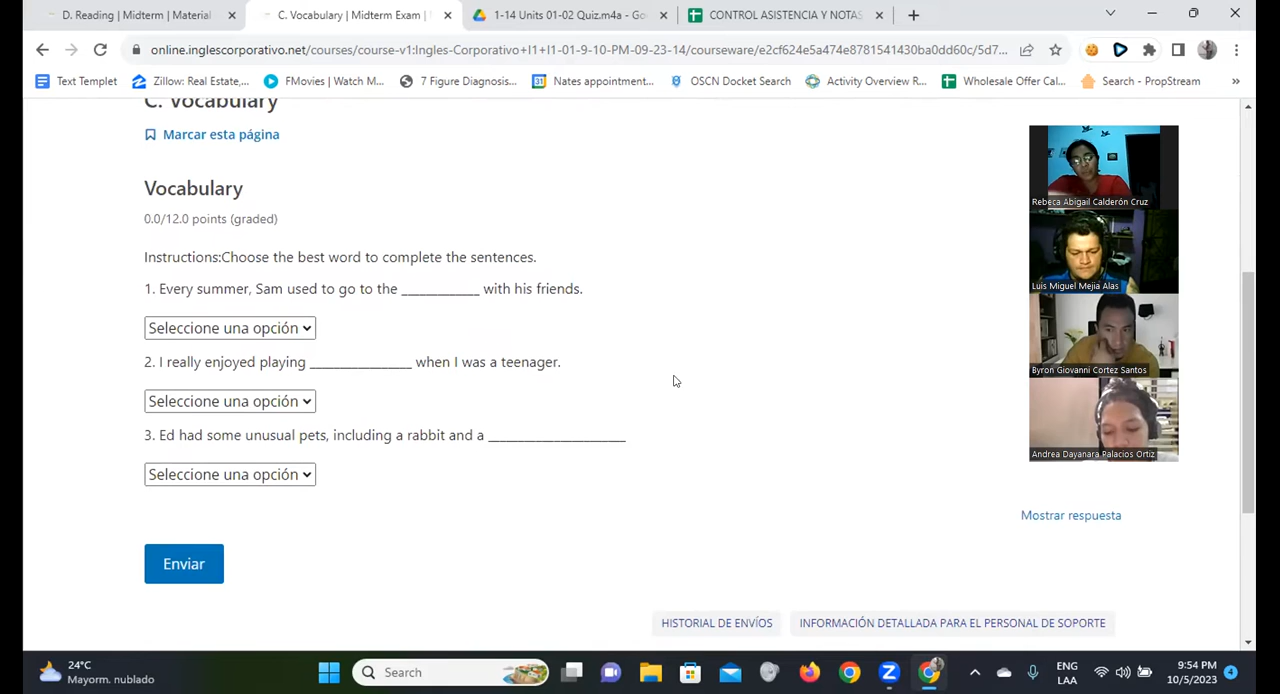 D. Reading | Midterm | Material
C. Vocabulary | Midterm Exam |
1-14 Units 01-02 Quiz.m4a - Go
CONTROL ASISTENCIA Y NOTAS
online.inglescorporativo.net/courses/course-v1:Ingles-Corporativo+I1+I1-01-9-10-PM-09-23-14/courseware/e2cf624e5a474e8781541430ba0dd60c/5d7...
Text Templet
Zillow: Real Estate,...
FMovies | Watch M...
7 Figure Diagnosis...
Nates appointment...
OSCN Docket Search
Activity Overview R...
Wholesale Offer Cal...
Search - PropStream
»
C. Vocabulary
Marcar esta página
Vocabulary
0.0/12.0 points (graded)
Instructions:Choose the best word to complete the sentences.
1. Every summer, Sam used to go to the ____________ with his friends.
Seleccione una opción
2. I really enjoyed playing ________________ when I was a teenager.
Seleccione una opción
3. Ed had some unusual pets, including a rabbit and a _____________________
Seleccione una opción
Mostrar respuesta
Enviar
HISTORIAL DE ENVÍOS
INFORMACIÓN DETALLADA PARA EL PERSONAL DE SOPORTE
Rebeca Abigail Calderón Cruz
Luis Miguel Mejia Alas
Byron Giovanni Cortez Santos
Andrea Dayanara Palacios Ortiz
24°C
Mayorm. nublado
Search
ENG
LAA
9:54 PM
10/5/2023
4